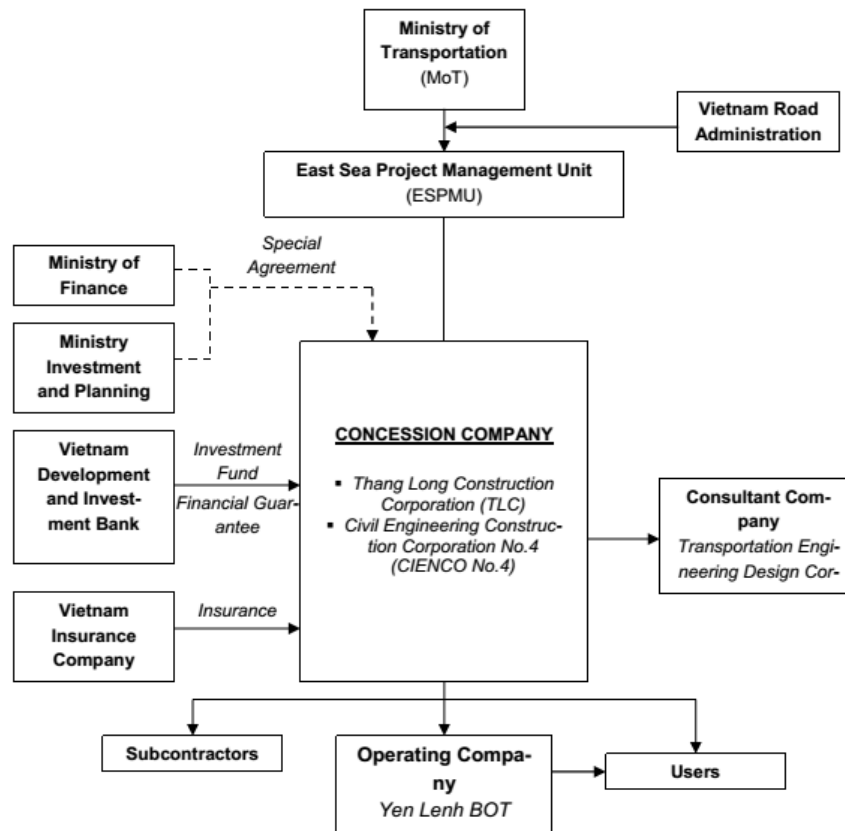 Ministry of
Transportation
(MoT)
Vietnam Road
Administration
East Sea Project Management Unit
(ESPMU)
Special
Agreement
Ministry of
Finance
Ministry
Investment
and Planning
Vietnam
Development
and Invest-
ment Bank
Investment
Fund
Financial Guar-
antee
CONCESSION COMPANY
▪ Thang Long Construction
Corporation (TLC)
▪ Civil Engineering Construc-
tion Corporation No.4
(CIENCO No.4)
Consultant Com-
pany
Transportation Engi-
neering Design Cor-
Vietnam
Insurance
Company
Insurance
Subcontractors
Operating Compa-
ny
Yen Lenh BOT
Users